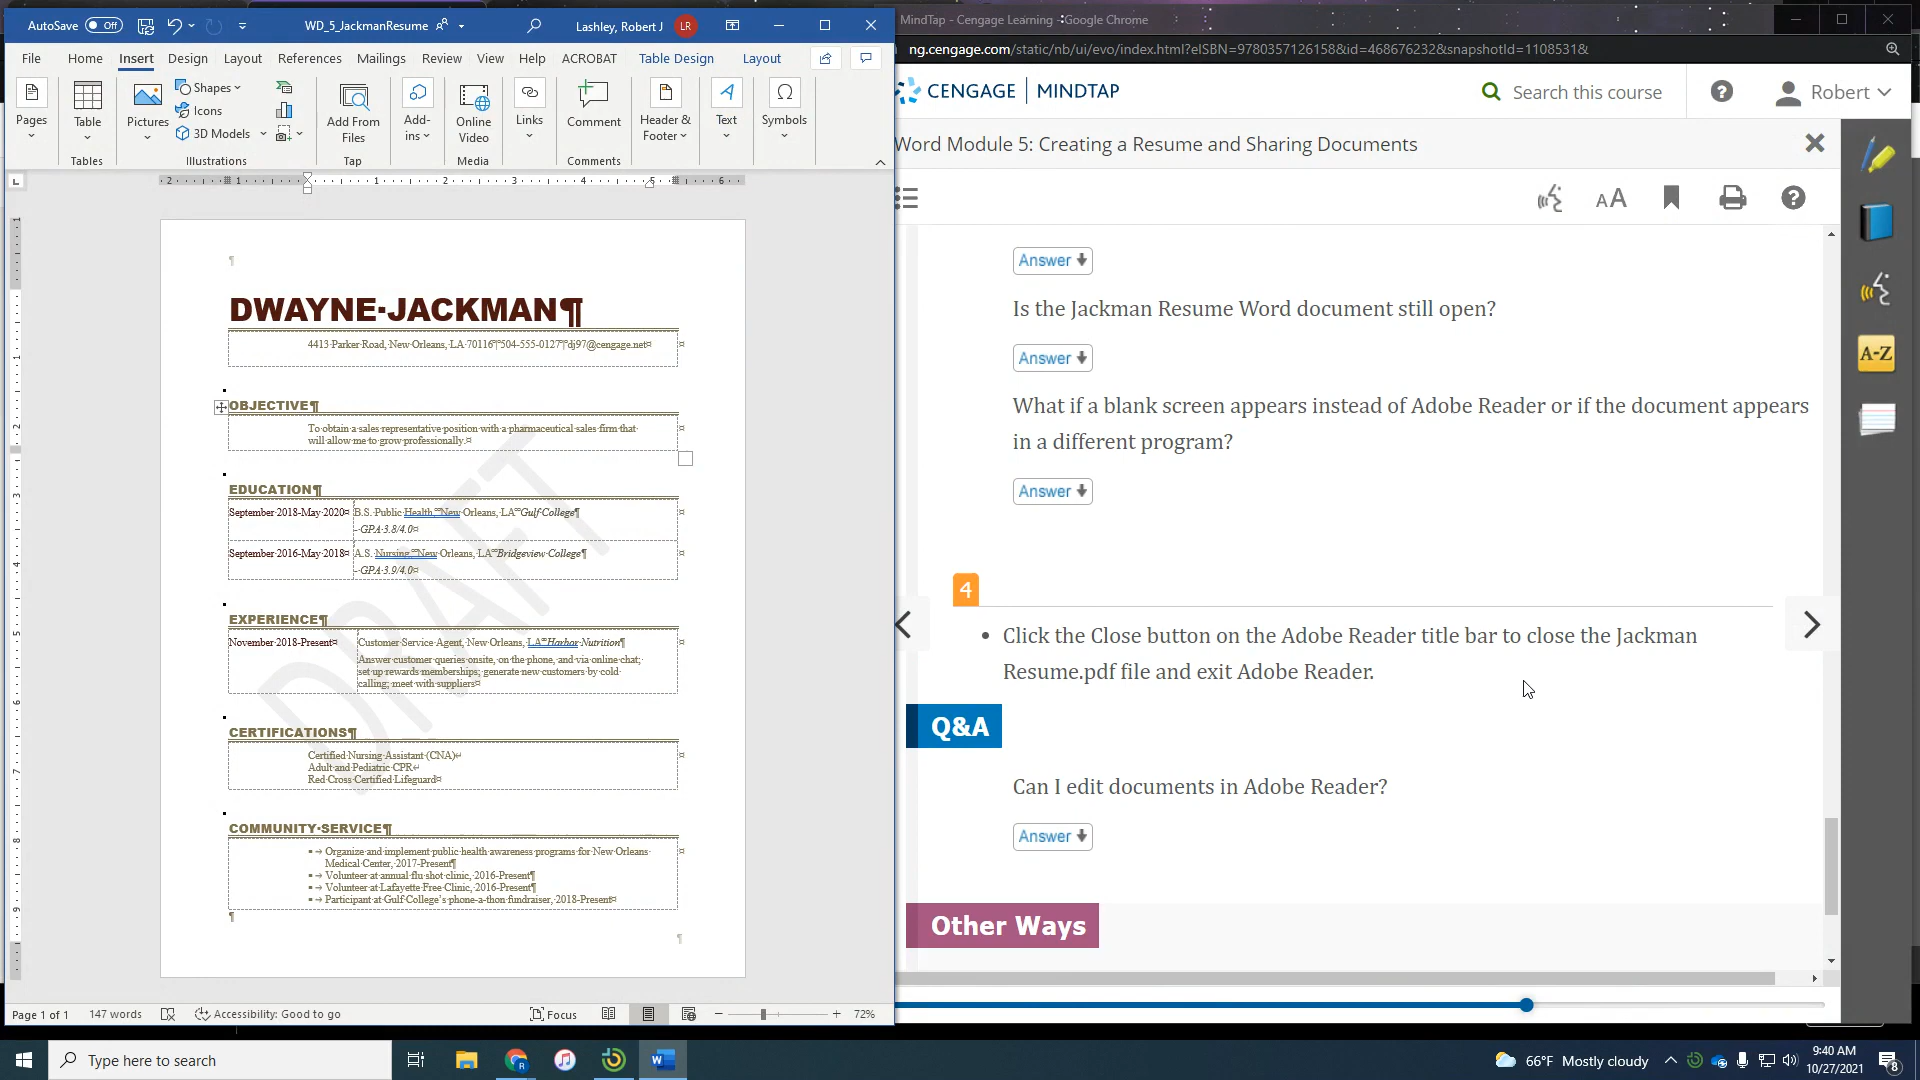 AutoSave Off
WD_5_JackmanResume
Lashley, Robert J LR
File Home Insert Design Layout References Mailings Review View Help ACROBAT Table Design Layout
Pages
Table
Tables
Pictures
Shapes
Icons
3D Models
Illustrations
Add From Files
Tap
Add-ins
Online Video
Media
Links
Comment
Comments
Header & Footer
Text
Symbols
DWAYNE·JACKMAN¶
4413 Parker Road, New Orleans, LA 70116 504-555-0127 dj97@cengage.net
OBJECTIVE¶
To obtain a sales representative position with a pharmaceutical sales firm that
will allow me to grow professionally.
EDUCATION¶
September 2018-May 2020 B.S. Public Health, New Orleans, LA Gulf College¶
- GPA 3.8/4.0
September 2016-May 2018 A.S. Nursing, New Orleans, LA Bridgeview College¶
- GPA 3.9/4.0
EXPERIENCE¶
November 2018-Present Customer Service Agent, New Orleans, LA Harbor Nutrition¶
Answer customer queries onsite, on the phone, and via online chat;
set up rewards memberships; generate new customers by cold
calling; meet with suppliers
CERTIFICATIONS¶
Certified Nursing Assistant (CNA)
Adult and Pediatric CPR
Red Cross Certified Lifeguard
COMMUNITY·SERVICE¶
Organize and implement public health awareness programs for New Orleans
Medical Center, 2017-Present¶
Volunteer at annual flu shot clinic, 2016-Present¶
Volunteer at Lafayette Free Clinic, 2016-Present¶
Participant at Gulf College's phone-a-thon fundraiser, 2018-Present
DRAFT
Page 1 of 1 147 words Accessibility: Good to go Focus 72%
MindTap - Cengage Learning - Google Chrome
ng.cengage.com/static/nb/ui/evo/index.html?eISBN=9780357126158&id=468676232&snapshotId=1108531&
CENGAGE MINDTAP
Search this course
Robert
Word Module 5: Creating a Resume and Sharing Documents
AA
A-Z
Answer
Is the Jackman Resume Word document still open?
Answer
What if a blank screen appears instead of Adobe Reader or if the document appears
in a different program?
Answer
4
• Click the Close button on the Adobe Reader title bar to close the Jackman
Resume.pdf file and exit Adobe Reader.
Q&A
Can I edit documents in Adobe Reader?
Answer
Other Ways
Type here to search
66°F Mostly cloudy
9:40 AM
10/27/2021
8